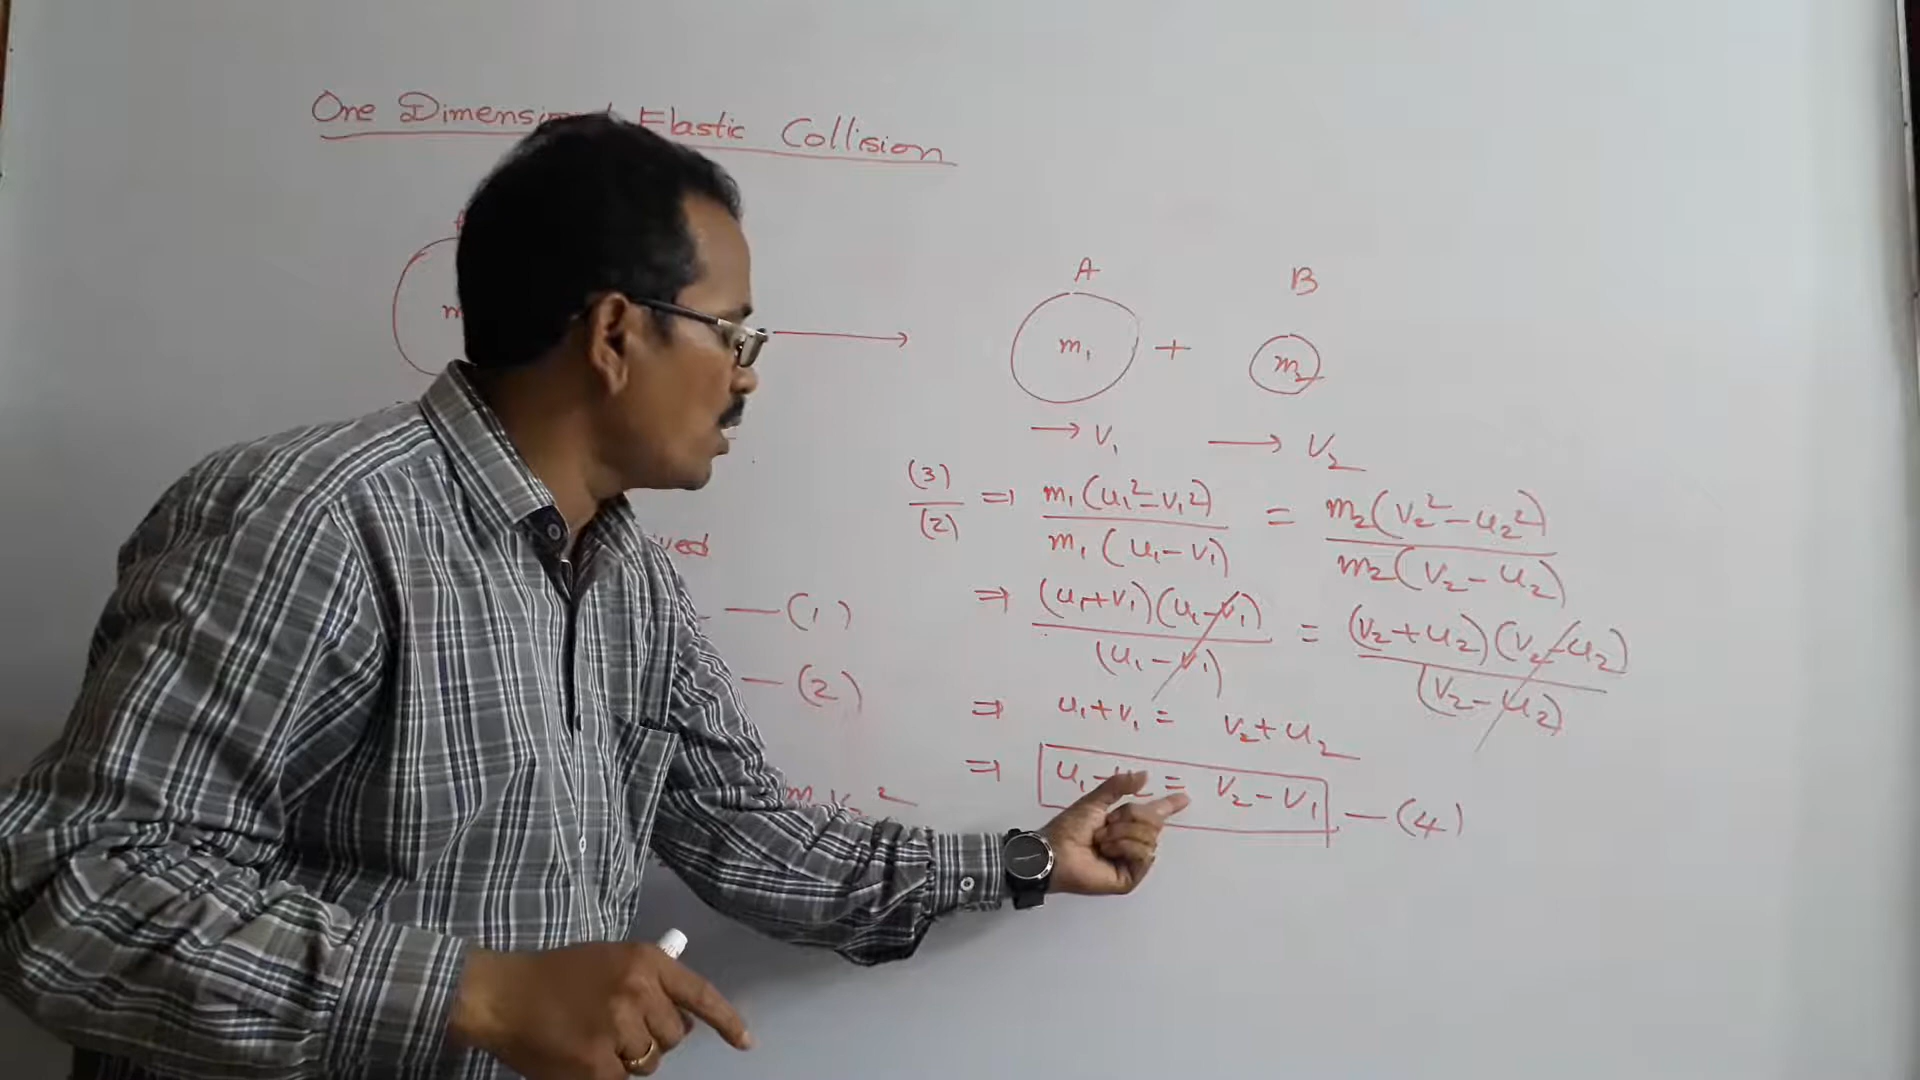 One Elastic Collision
A B
m₁ + m₂
→ V₁ → V₂
(3)/(2) ⇒ m₁(u₁²-v₁²)/m₁(u₁-v₁) = m₂(v₂²-u₂²)/m₂(v₂-u₂)
⇒ (u₁+v₁)(u₁-v₁)/(u₁-v₁) = (v₂+u₂)(v₂-u₂)/(v₂-u₂)
—(1)
—(2)
⇒ u₁+v₁ = v₂+u₂
⇒ u₁-u₂ = v₂-v₁ —(4)